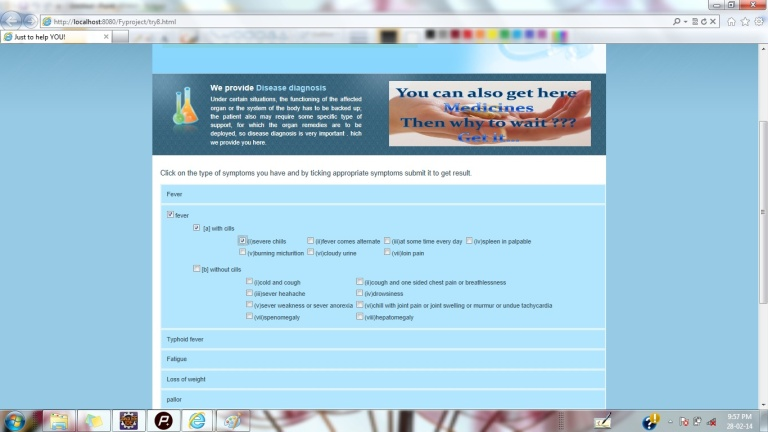 http://localhost:8080/Fyproject/try8.html
Just to help YOU!
We provide Disease diagnosis
Under certain situations, the functioning of the affected
organ or the system of the body has to be backed up;
the patient also may require some specific type of
support, for which the organ remedies are to be
deployed, so disease diagnosis is very important . hich
we provide you here.
You can also get here
Medicines
Then why to wait ???
Get it...
Click on the type of symptoms you have and by ticking appropriate symptoms submit it to get result.
Fever
fever
[a] with cills
(i)severe chills (ii)fever comes alternate (iii)at some time every day (iv)spleen in palpable
(v)burning micturition (vi)cloudy urine (vii)loin pain
[b] without cills
(i)cold and cough (ii)cough and one sided chest pain or breathlessness
(iii)sever heahache (iv)drowsiness
(v)sever weakness or sever anorexia (vi)chill with joint pain or joint swelling or murmur or undue tachycardia
(vii)spenomegaly (viii)hepatomegaly
Typhoid fever
Fatigue
Loss of weight
pallor
9:57 PM
28-02-14